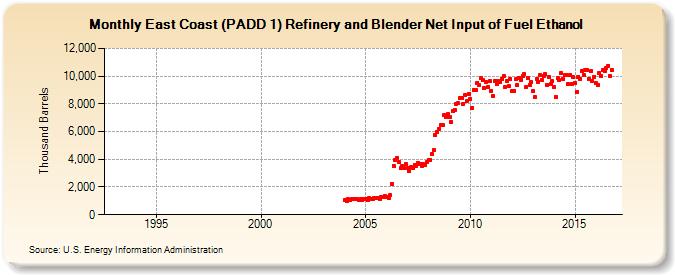 Monthly East Coast (PADD 1) Refinery and Blender Net Input of Fuel Ethanol
Thousand Barrels
12,000
10,000
8,000
6,000
4,000
2,000
0
1995 2000 2005 2010 2015
Source: U.S. Energy Information Administration